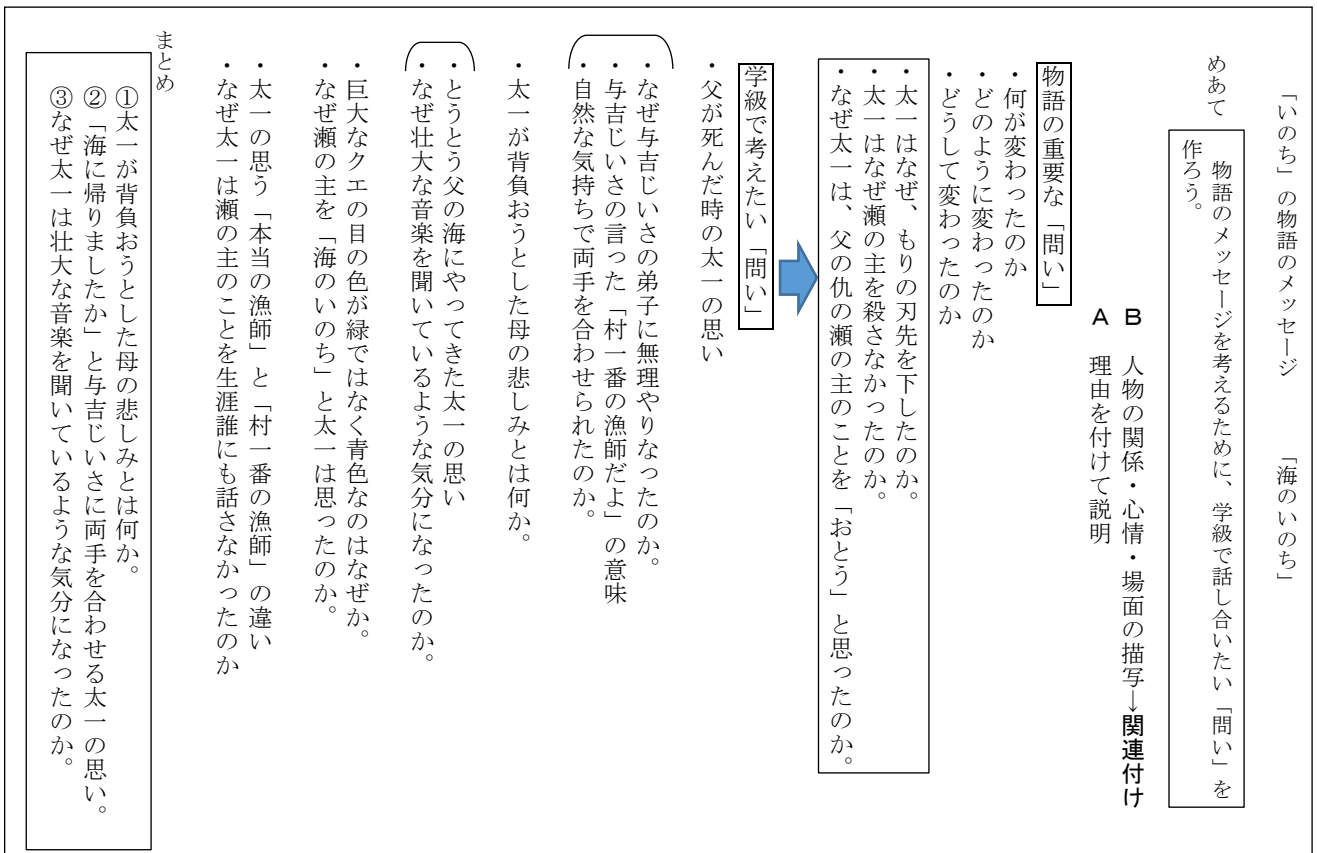 「いのち」の物語のメッセージ　　　「海のいのち」
めあて
物語のメッセージを考えるために、学級で話し合いたい「問い」を
作ろう。
B　人物の関係・心情・場面の描写→関連付け
A　理由を付けて説明
物語の重要な「問い」
・何が変わったのか
・どのように変わったのか
・どうして変わったのか
・太一はなぜ、もりの刃先を下したのか。
・太一はなぜ瀬の主を殺さなかったのか。
・なぜ太一は、父の仇の瀬の主のことを「おとう」と思ったのか。
学級で考えたい「問い」
・父が死んだ時の太一の思い
・なぜ与吉じいさの弟子に無理やりなったのか。
・与吉じいさの言った「村一番の漁師だよ」の意味
・自然な気持ちで両手を合わせられたのか。
・太一が背負おうとした母の悲しみとは何か。
・とうとう父の海にやってきた太一の思い
・なぜ壮大な音楽を聞いているような気分になったのか。
・巨大なクエの目の色が緑ではなく青色なのはなぜか。
・なぜ瀬の主を「海のいのち」と太一は思ったのか。
・太一の思う「本当の漁師」と「村一番の漁師」の違い
・なぜ太一は瀬の主のことを生涯誰にも話さなかったのか
まとめ
①太一が背負おうとした母の悲しみとは何か。
②「海に帰りましたか」と与吉じいさに両手を合わせる太一の思い。
③なぜ太一は壮大な音楽を聞いているような気分になったのか。